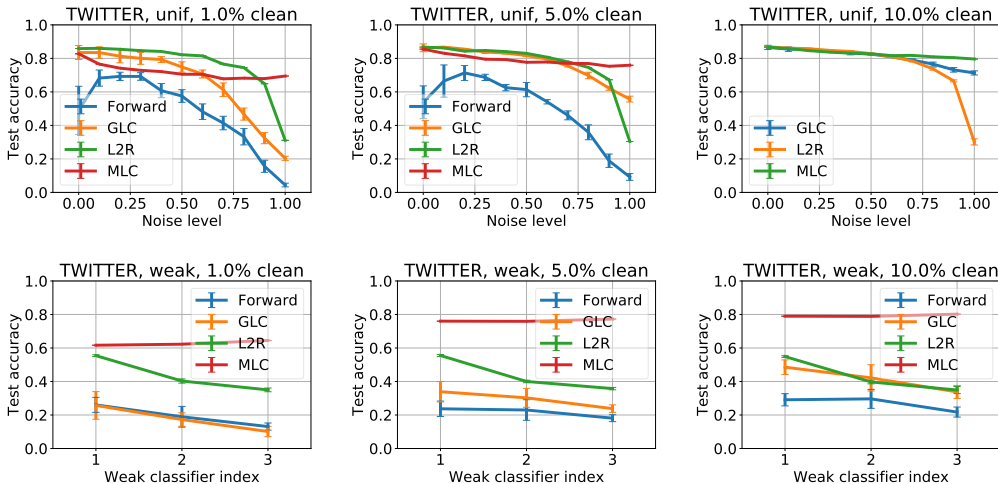 TWITTER, unif, 1.0% clean
Test accuracy
1.0
0.8
0.6
0.4
0.2
0.0
Forward
GLC
L2R
MLC
0.00 0.25 0.50 0.75 1.00
Noise level
TWITTER, unif, 5.0% clean
Test accuracy
1.0
0.8
0.6
0.4
0.2
0.0
Forward
GLC
L2R
MLC
0.00 0.25 0.50 0.75 1.00
Noise level
TWITTER, unif, 10.0% clean
Test accuracy
1.0
0.8
0.6
0.4
0.2
0.0
GLC
L2R
MLC
0.00 0.25 0.50 0.75 1.00
Noise level
TWITTER, weak, 1.0% clean
Test accuracy
1.0
0.8
0.6
0.4
0.2
0.0
Forward
GLC
L2R
MLC
1 2 3
Weak classifier index
TWITTER, weak, 5.0% clean
Test accuracy
1.0
0.8
0.6
0.4
0.2
0.0
Forward
GLC
L2R
MLC
1 2 3
Weak classifier index
TWITTER, weak, 10.0% clean
Test accuracy
1.0
0.8
0.6
0.4
0.2
0.0
Forward
GLC
L2R
MLC
1 2 3
Weak classifier index